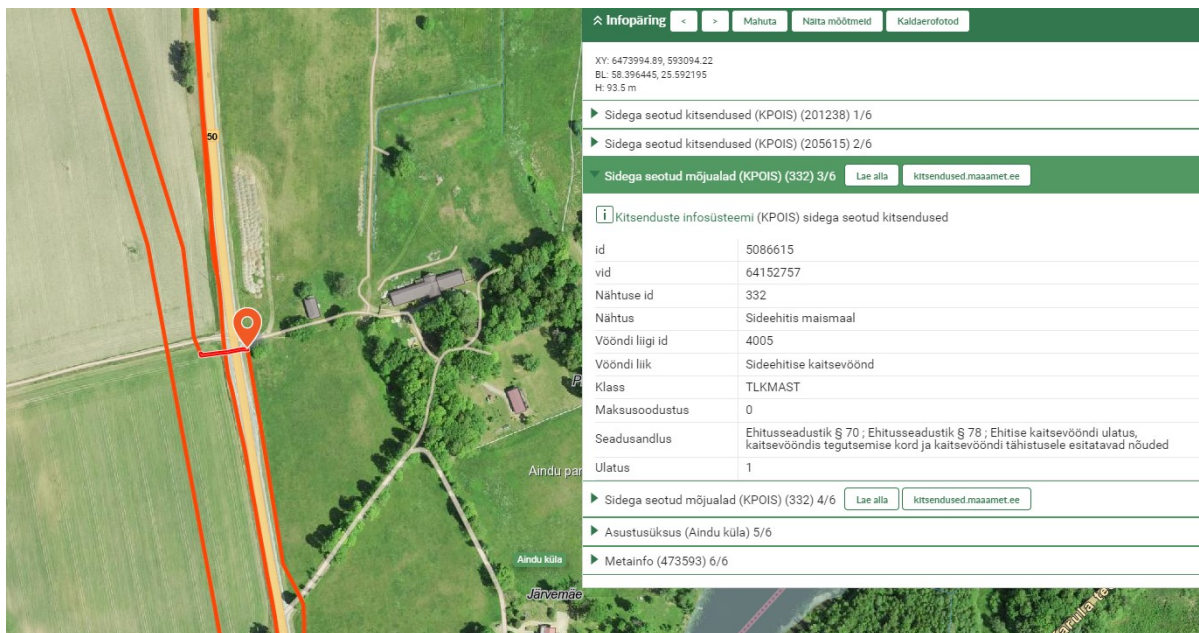 Infopäring < > Mahuta Näita mõõtmeid Kaldaerofotod
XY: 6473994.89, 593094.22
BL: 58.396445, 25.592195
H: 93.5 m
Sidega seotud kitsendused (KPOIS) (201238) 1/6
Sidega seotud kitsendused (KPOIS) (205615) 2/6
Sidega seotud mõjualad (KPOIS) (332) 3/6 Lae alla kitsendused.maaamet.ee
i Kitsenduste infosüsteemi (KPOIS) sidega seotud kitsendused
id 5086615
vid 64152757
Nähtuse id 332
Nähtus Sideehitis maismaal
Vööndi liigi id 4005
Vööndi liik Sideehitise kaitsevöönd
Klass TLKMAST
Maksusoodustus 0
Seadusandlus Ehitusseadustik § 70 ; Ehitusseadustik § 78 ; Ehitise kaitsevööndi ulatus,
kaitsevööndis tegutsemise kord ja kaitsevööndi tähistusele esitatavad nõuded
Ulatus 1
Sidega seotud mõjualad (KPOIS) (332) 4/6 Lae alla kitsendused.maaamet.ee
Asustusüksus (Aindu küla) 5/6
Metainfo (473593) 6/6
50
Aindu par
Aindu küla
Järvemäe